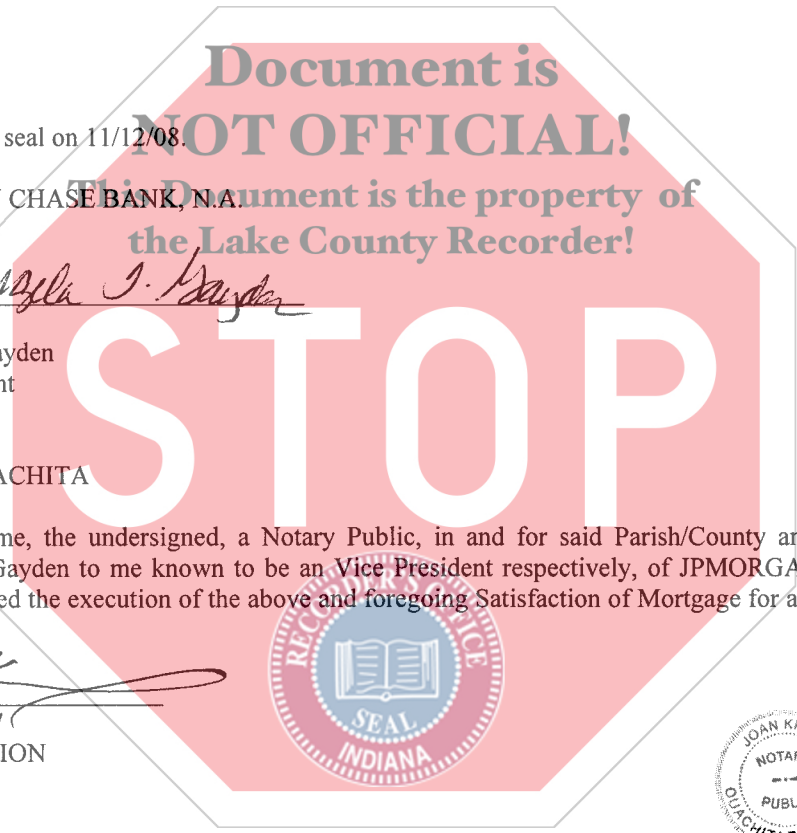 Document is
NOT OFFICIAL!
seal on 11/12/08.
This Document is the property of
CHASE BANK, N.A.
the Lake County Recorder!
zela T. Gayden
ayden
nt
STOP
ACHITA
me, the undersigned, a Notary Public, in and for said Parish/County an
Gayden to me known to be an Vice President respectively, of JPMORGA
ed the execution of the above and foregoing Satisfaction of Mortgage for a
RECORDER'S OFFICE
SEAL
INDIANA
ION
JOAN K
NOTA
PUBL
OUACHITA